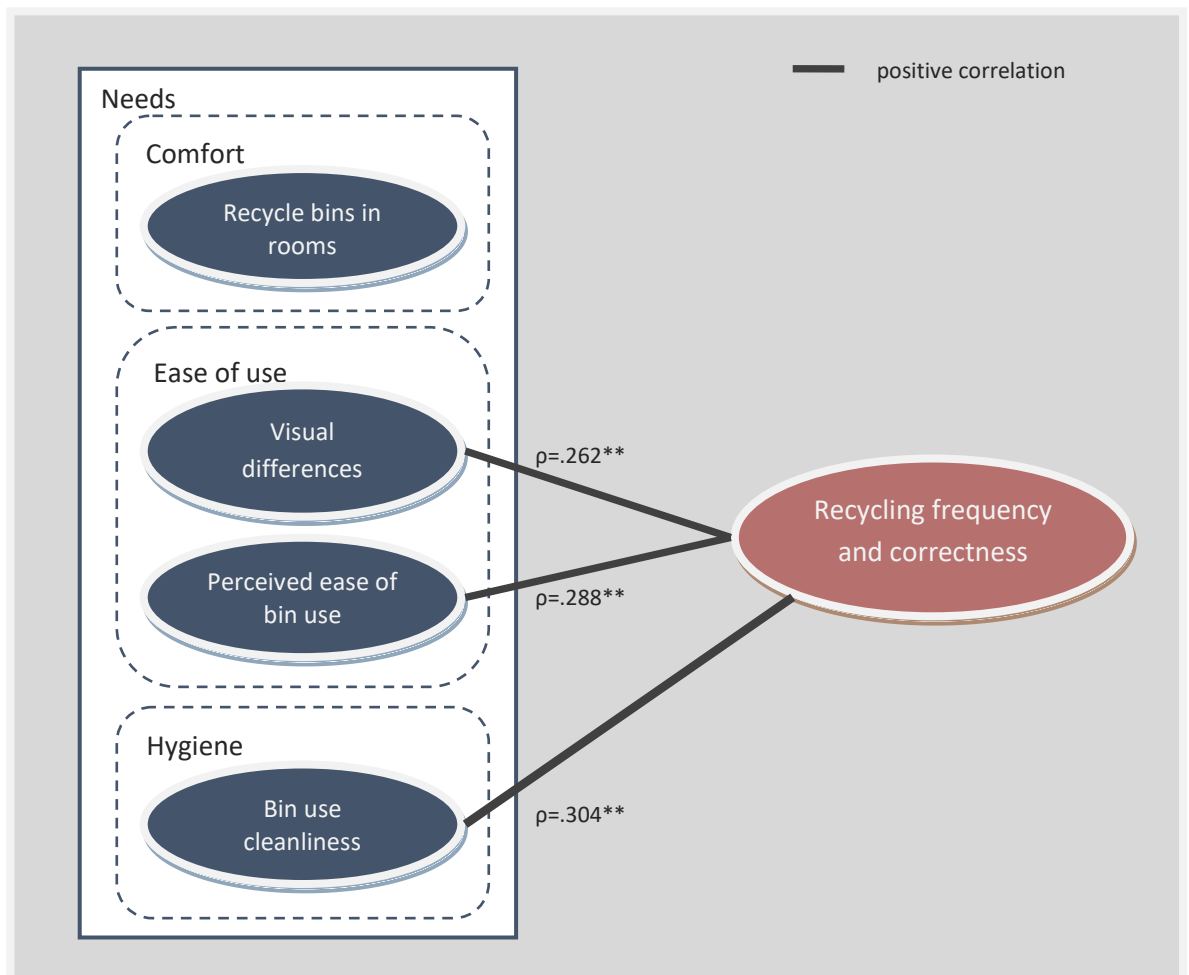 positive correlation
Needs
Comfort
Recycle bins in
rooms
Ease of use
Visual
differences
Perceived ease of
bin use
Hygiene
Bin use
cleanliness
ρ=.262**
ρ=.288**
ρ=.304**
Recycling frequency
and correctness